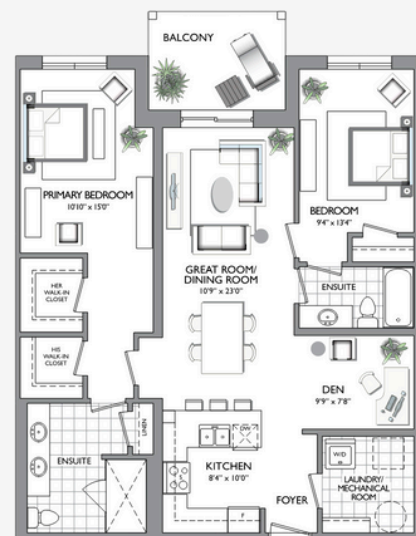 BALCONY
PRIMARY BEDROOM
10'10" x 15'0"
BEDROOM
9'4" x 13'4"
GREAT ROOM/
DINING ROOM
10'9" x 23'0"
HER
WALK-IN
CLOSET
ENSUITE
HIS
WALK-IN
CLOSET
DEN
9'9" x 7'8"
LINEN
ENSUITE
DW
KITCHEN
8'4" x 10'0"
W/D
LAUNDRY/
MECHANICAL
ROOM
FOYER
F